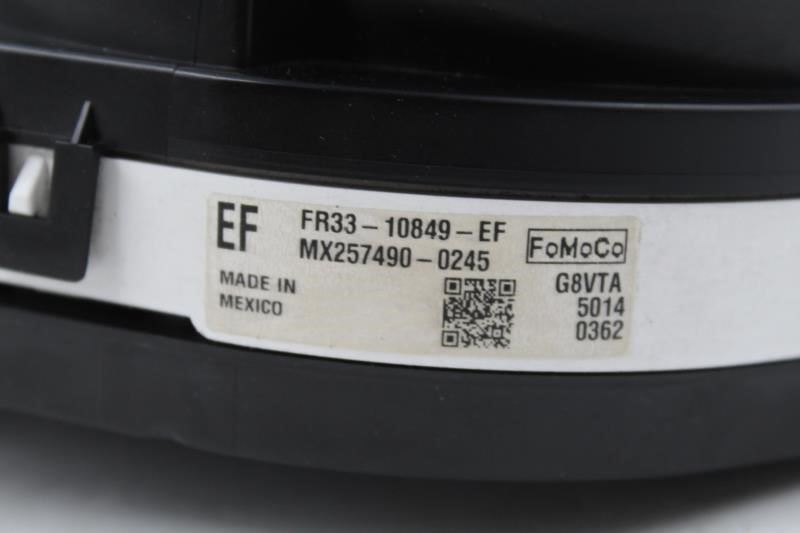 EF
FR33-10849-EF
MX257490-0245
FoMoCo
MADE IN
MEXICO
G8VTA
5014
0362